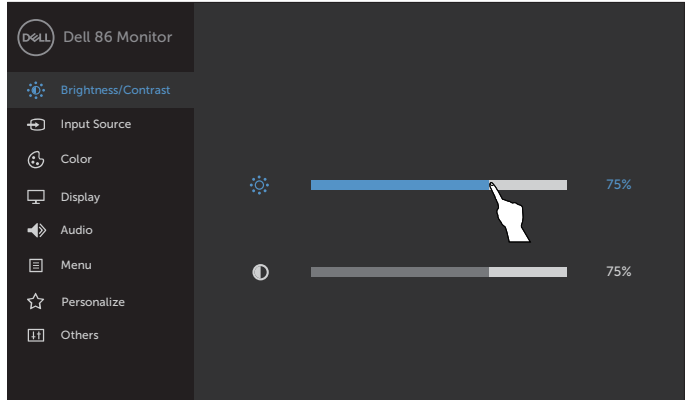 DELL
Dell 86 Monitor
Brightness/Contrast
Input Source
Color
Display
Audio
Menu
Personalize
Others
75%
75%